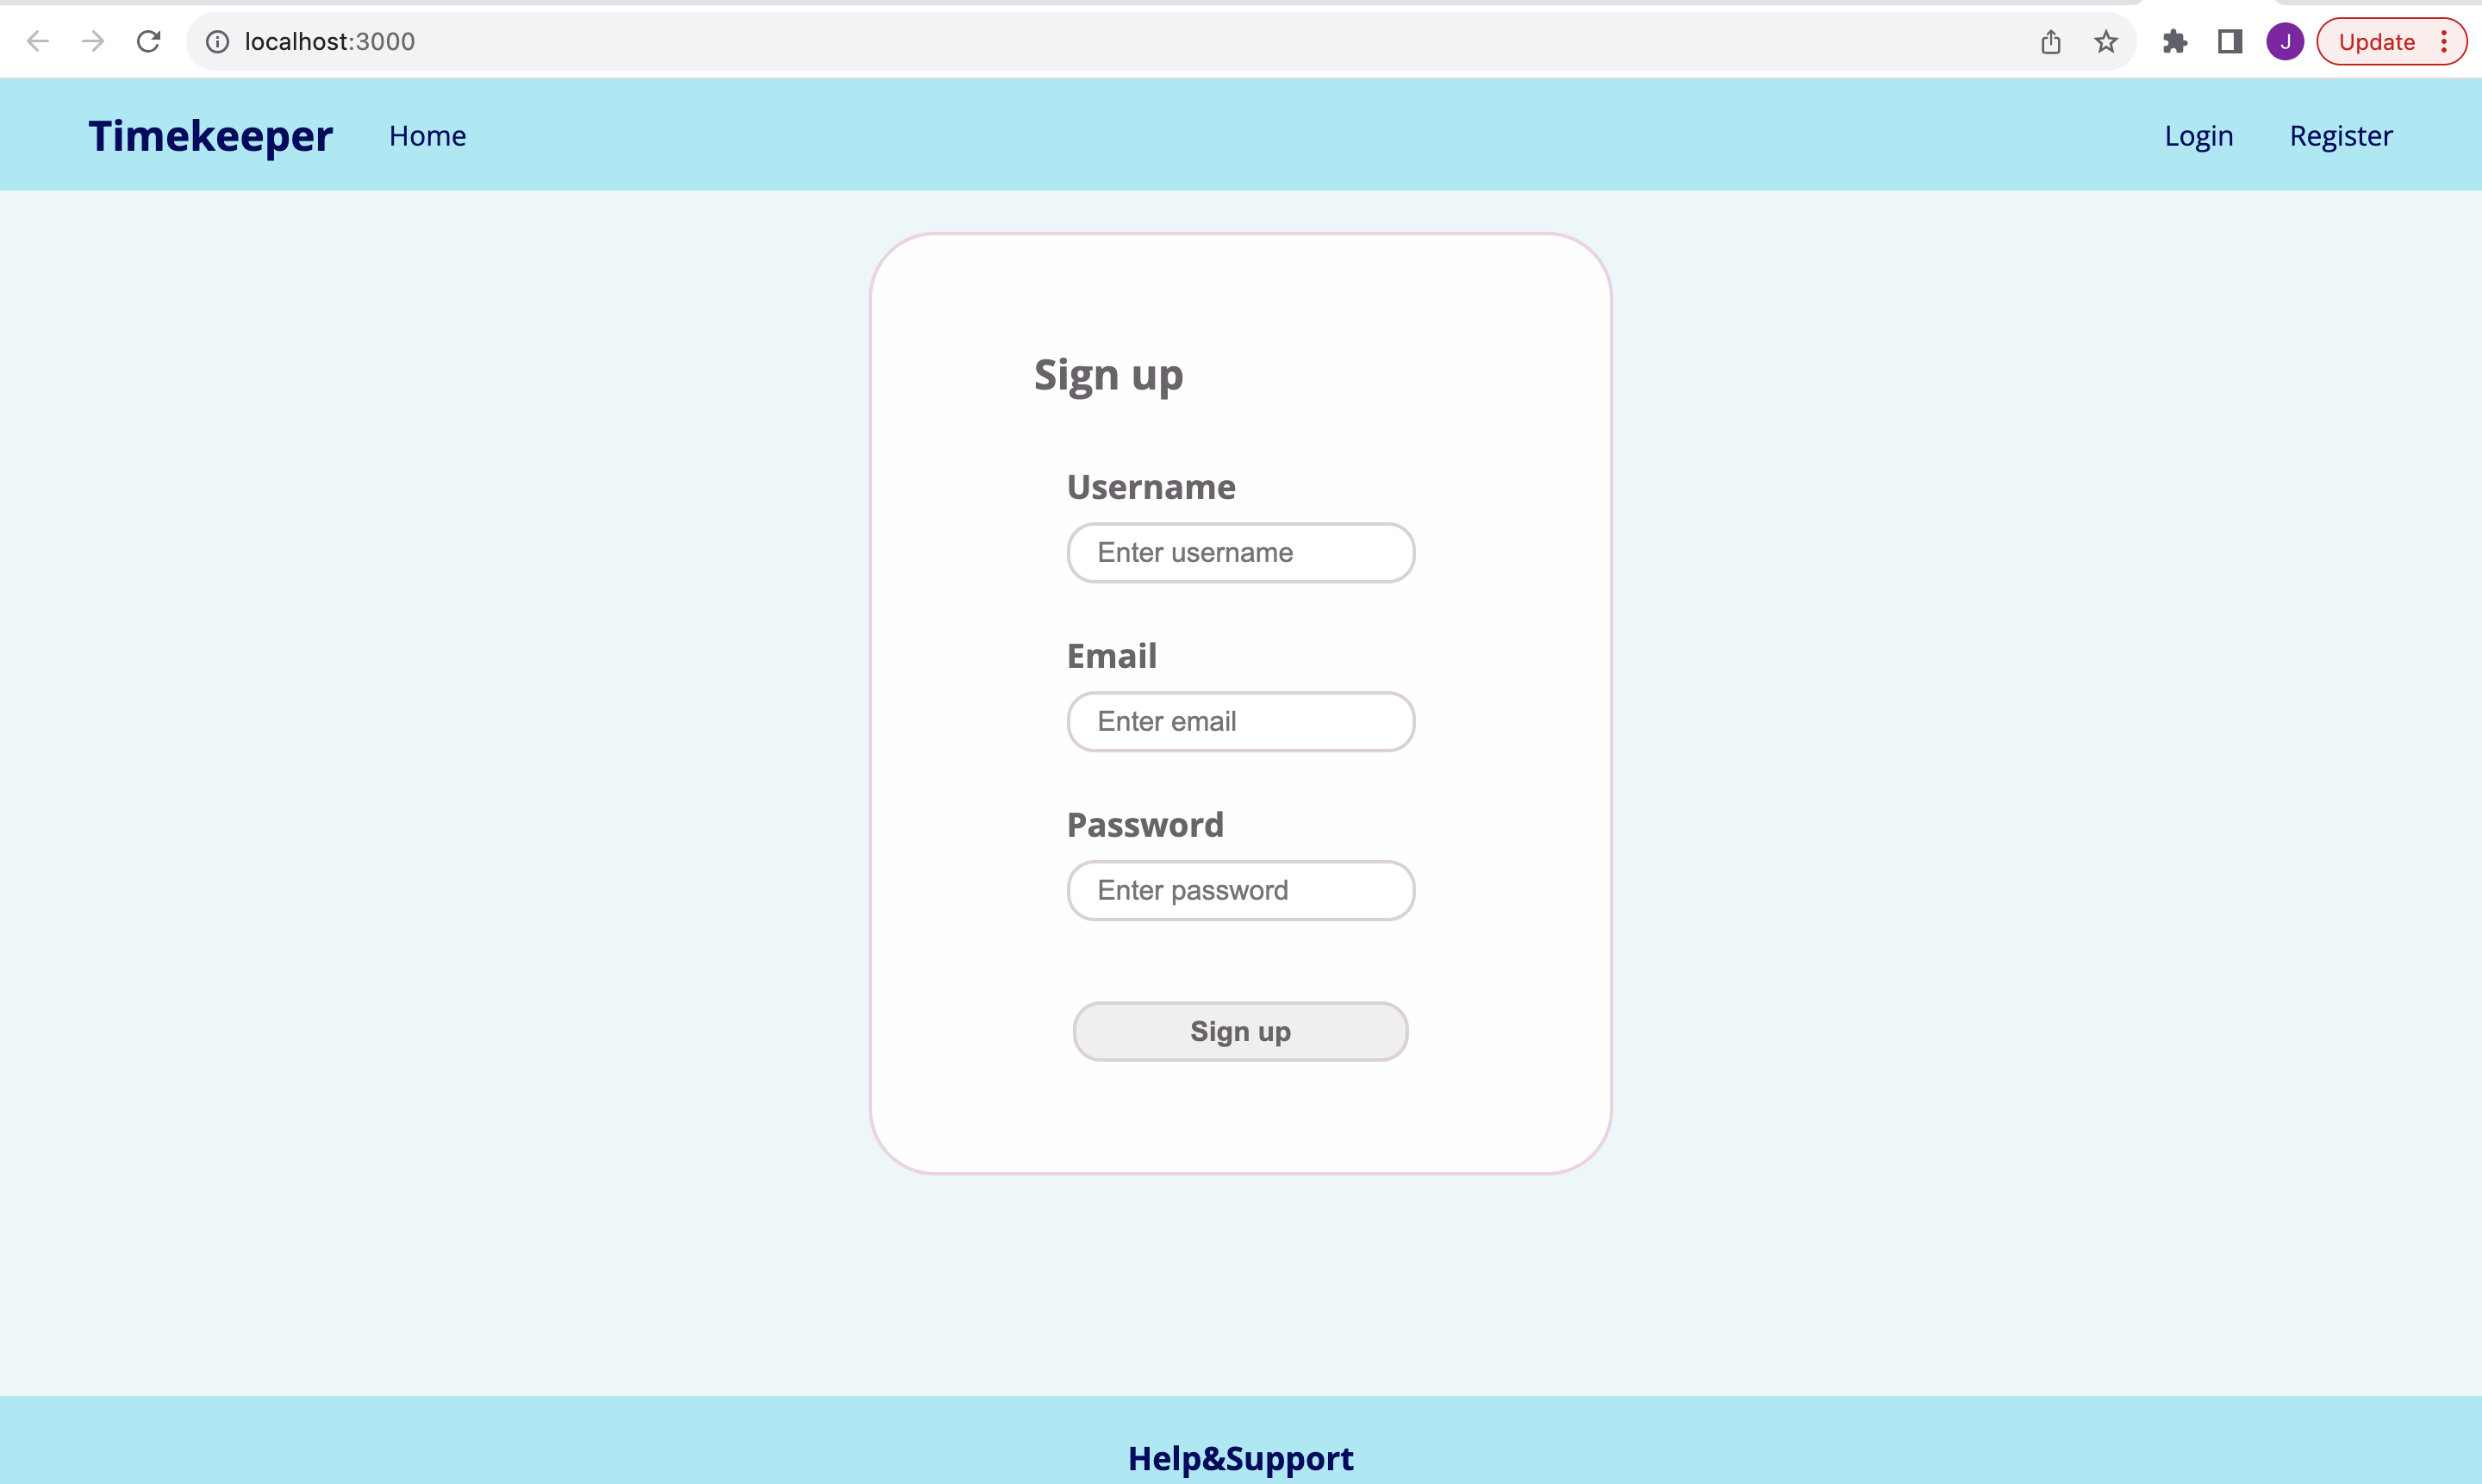 localhost:3000
J
Update
Timekeeper Home Login Register
Sign up
Username
Enter username
Email
Enter email
Password
Enter password
Sign up
Help&Support